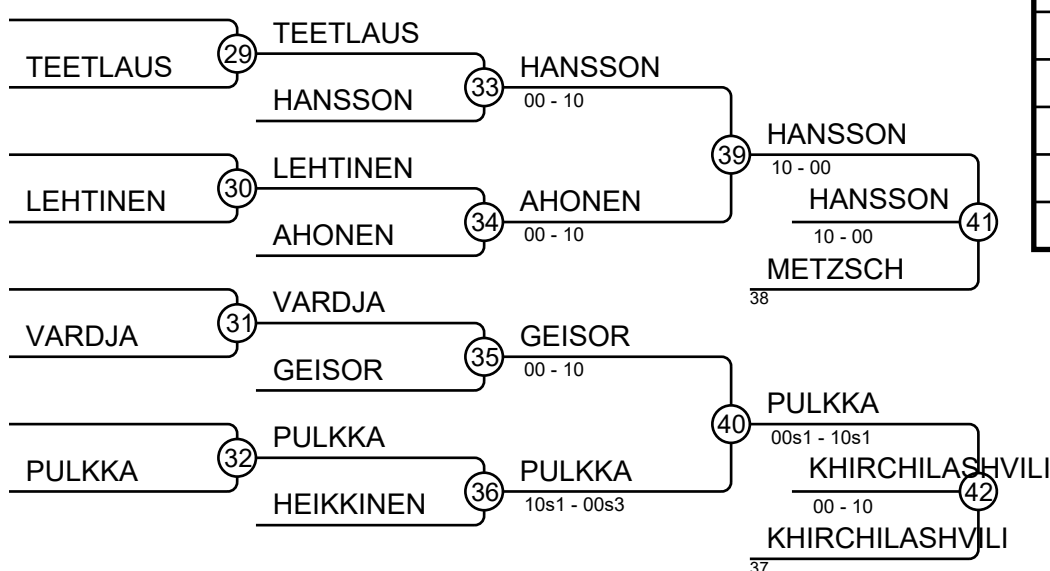 TEETLAUS
29
TEETLAUS
HANSSON
33
HANSSON
00 - 10
LEHTINEN
30
LEHTINEN
AHONEN
34
AHONEN
00 - 10
39
HANSSON
10 - 00
HANSSON
10 - 00
41
METZSCH
38
VARDJA
31
VARDJA
GEISOR
35
GEISOR
00 - 10
PULKKA
32
PULKKA
HEIKKINEN
36
PULKKA
10s1 - 00s3
40
PULKKA
00s1 - 10s1
KHIRCHILASHVILI
00 - 10
42
KHIRCHILASHVILI
37